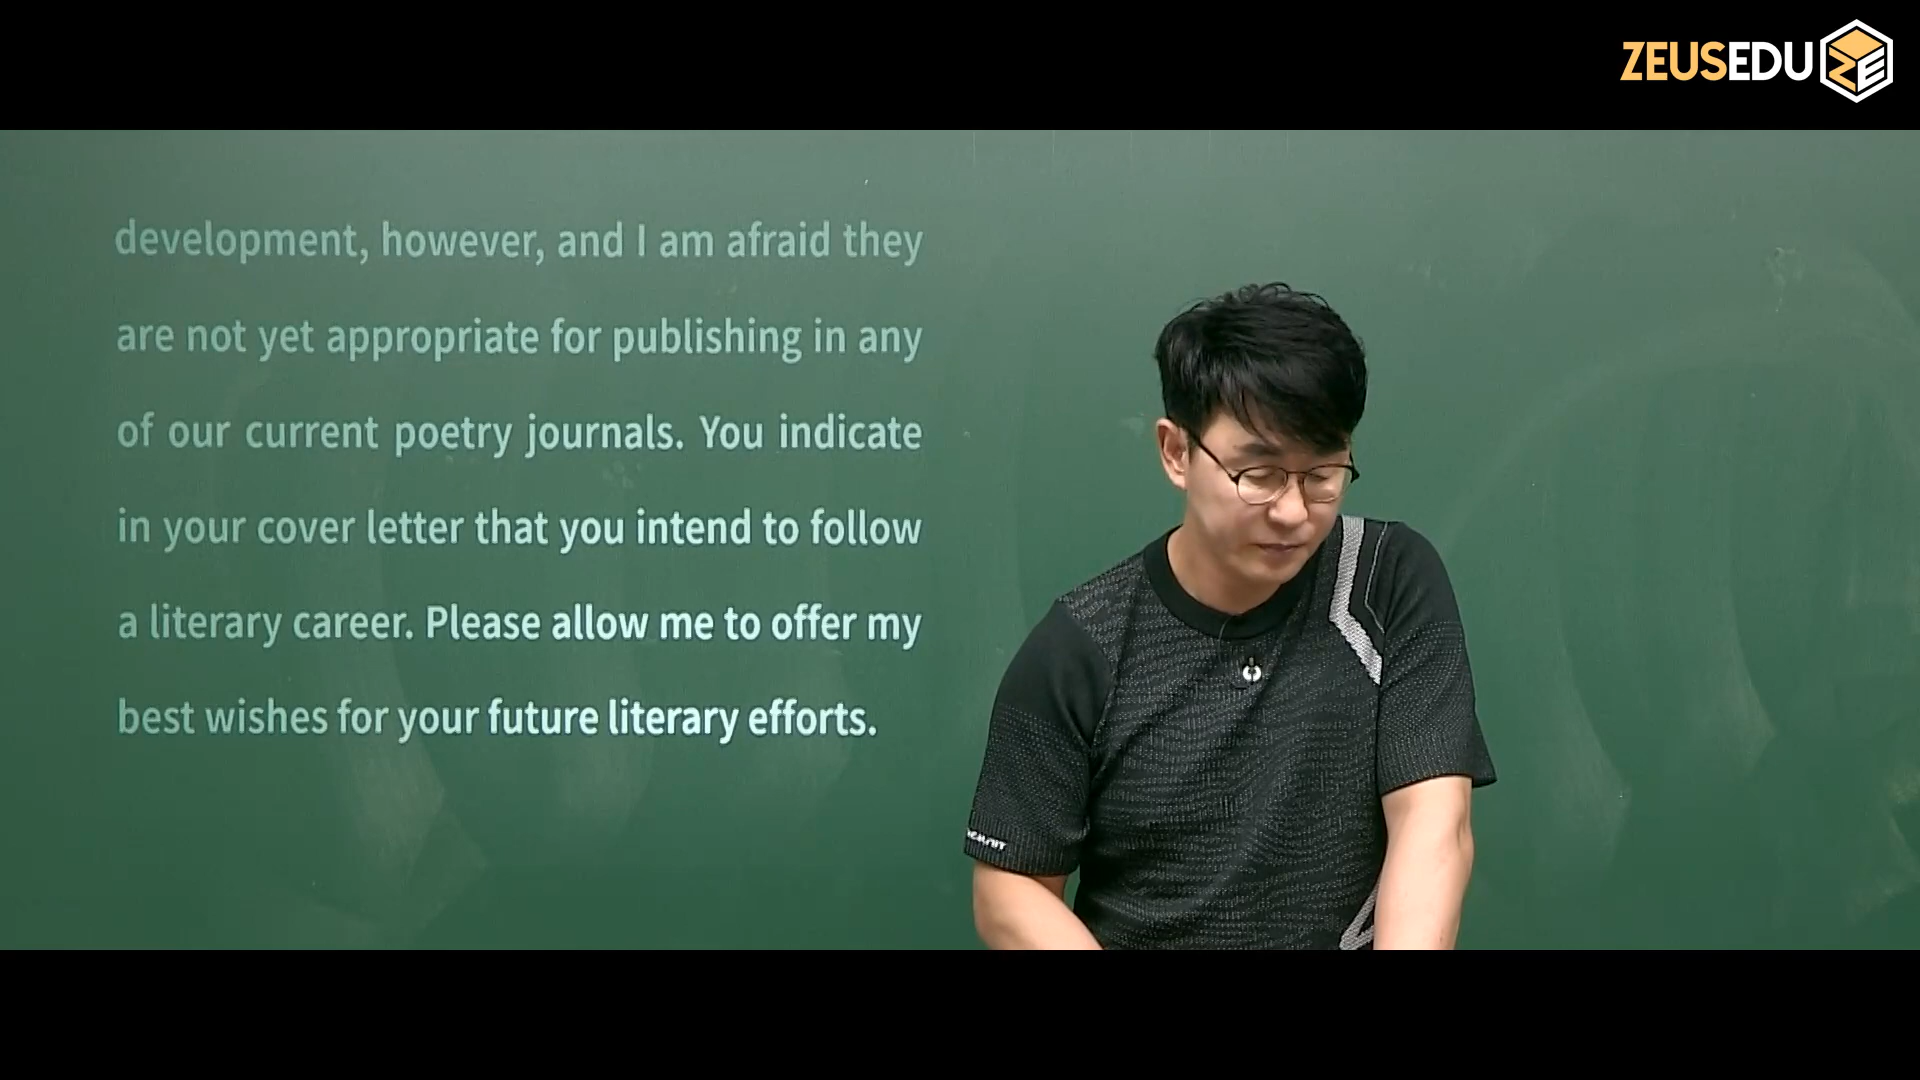 ZEUSEDU
development, however, and I am afraid they
are not yet appropriate for publishing in any
of our current poetry journals. You indicate
in your cover letter that you intend to follow
a literary career. Please allow me to offer my
best wishes for your future literary efforts.